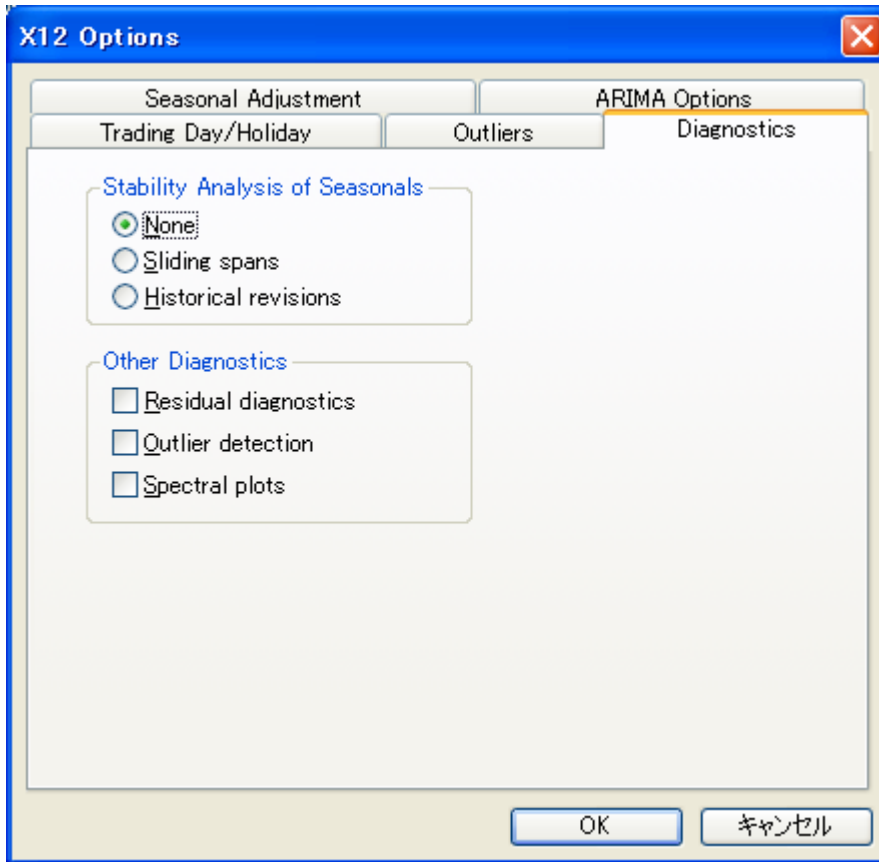 X12 Options
Seasonal Adjustment
ARIMA Options
Trading Day/Holiday
Outliers
Diagnostics
Stability Analysis of Seasonals
None
Sliding spans
Historical revisions
Other Diagnostics
Residual diagnostics
Outlier detection
Spectral plots
OK
キャンセル